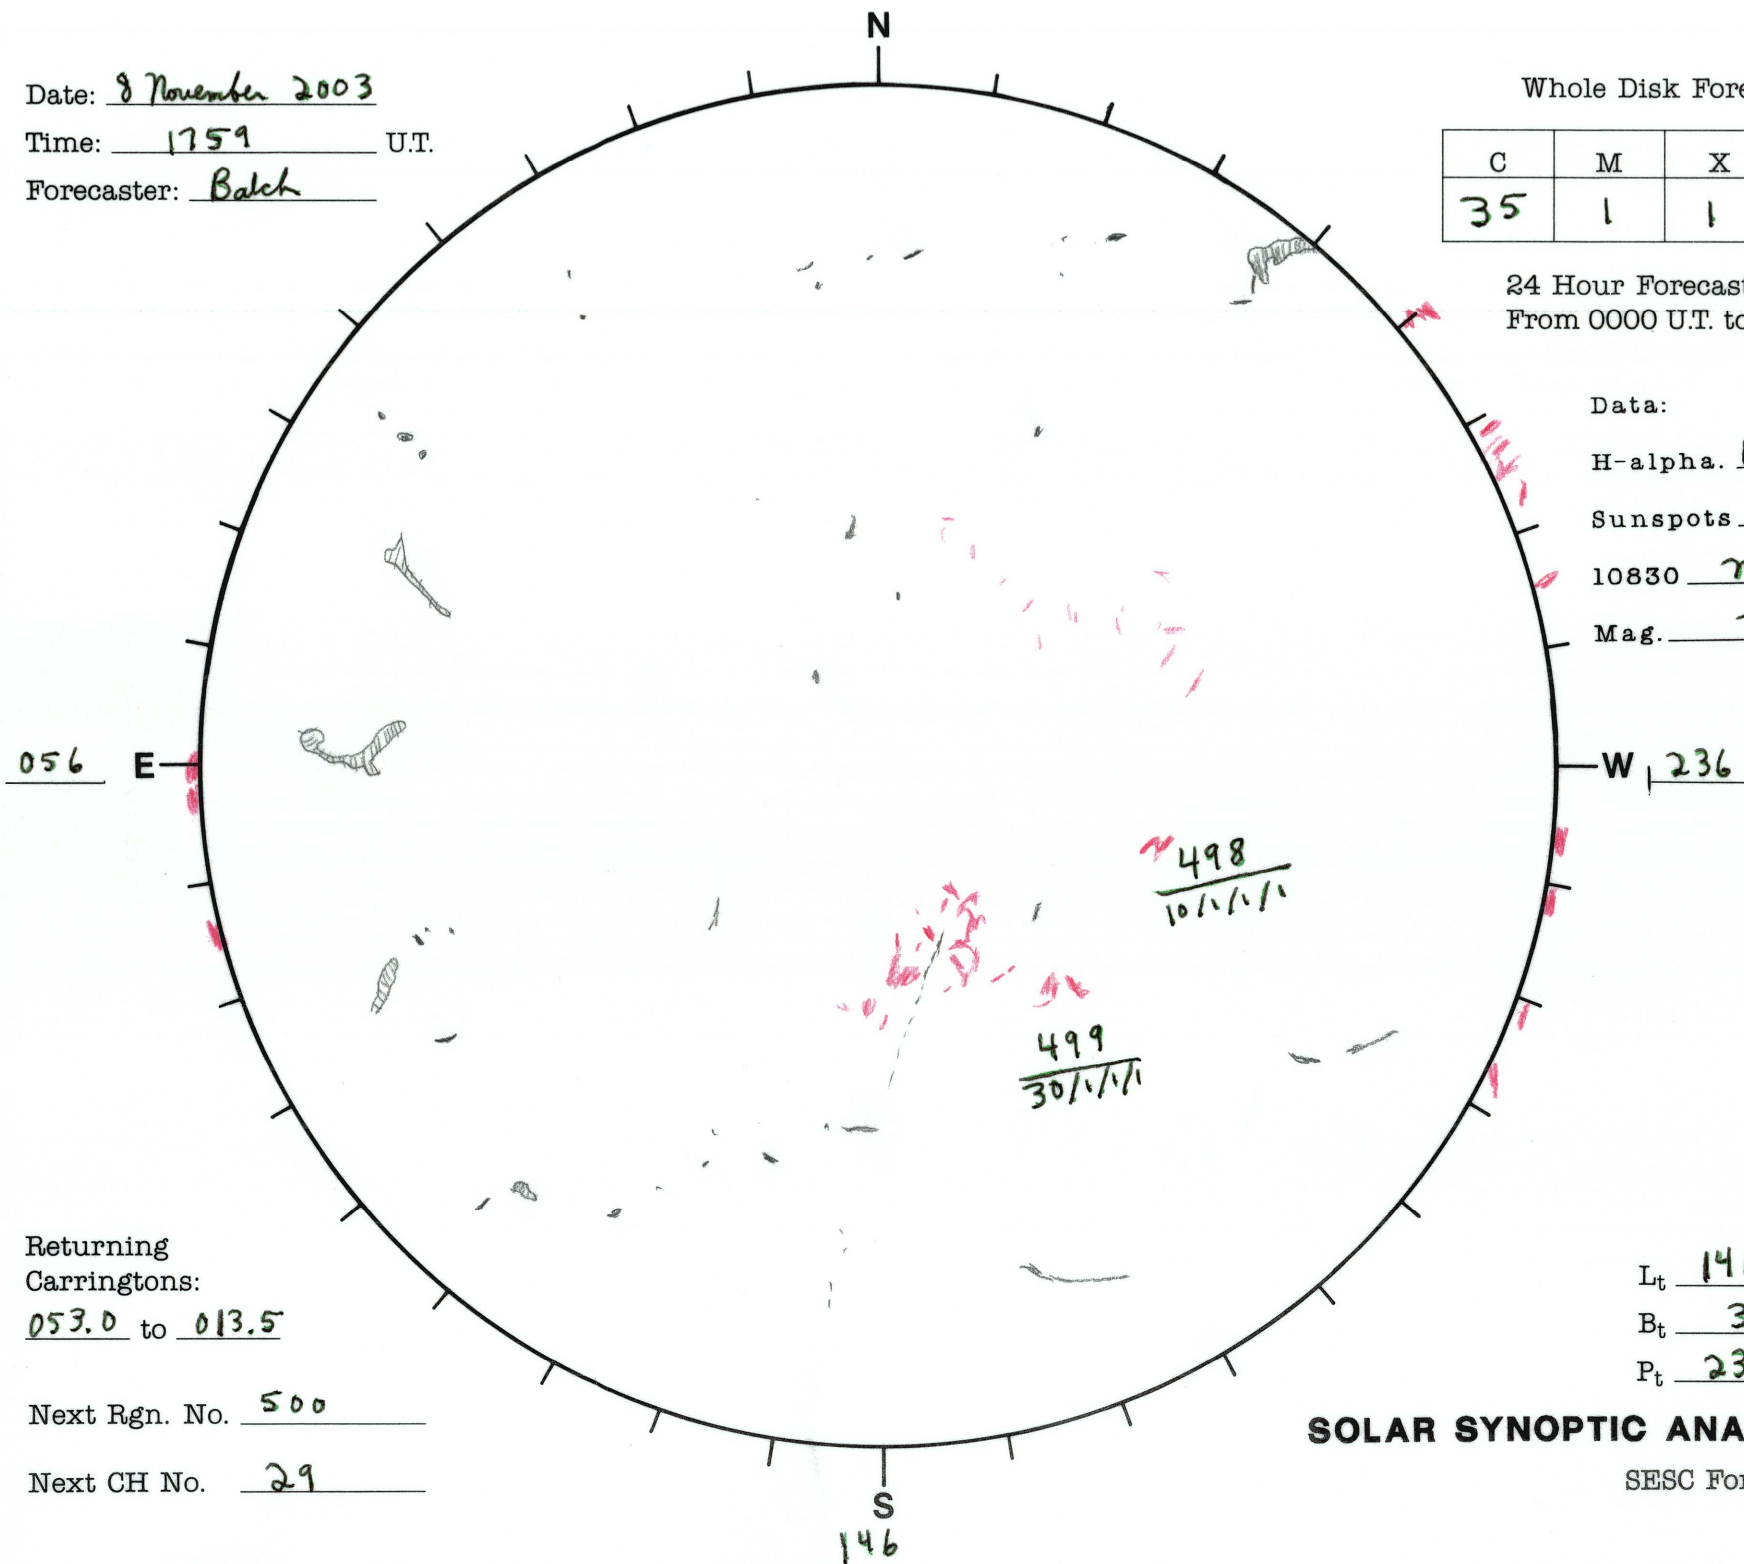 N
Date: 8 November 2003
Time: 1759 U.T.
Forecaster: Balch
Whole Disk Fore
C M X
35 1 1
24 Hour Forecast
From 0000 U.T. to
Data:
H-alpha.
Sunspots
10830
Mag.
056 E
W 236
498
10/1/1/1
499
30/1/1/1
Returning
Carringtons:
053.0 to 013.5
Next Rgn. No. 500
Next CH No. 29
Lt 14
Bt 3
Pt 23
SOLAR SYNOPTIC ANA
SESC For
S
146